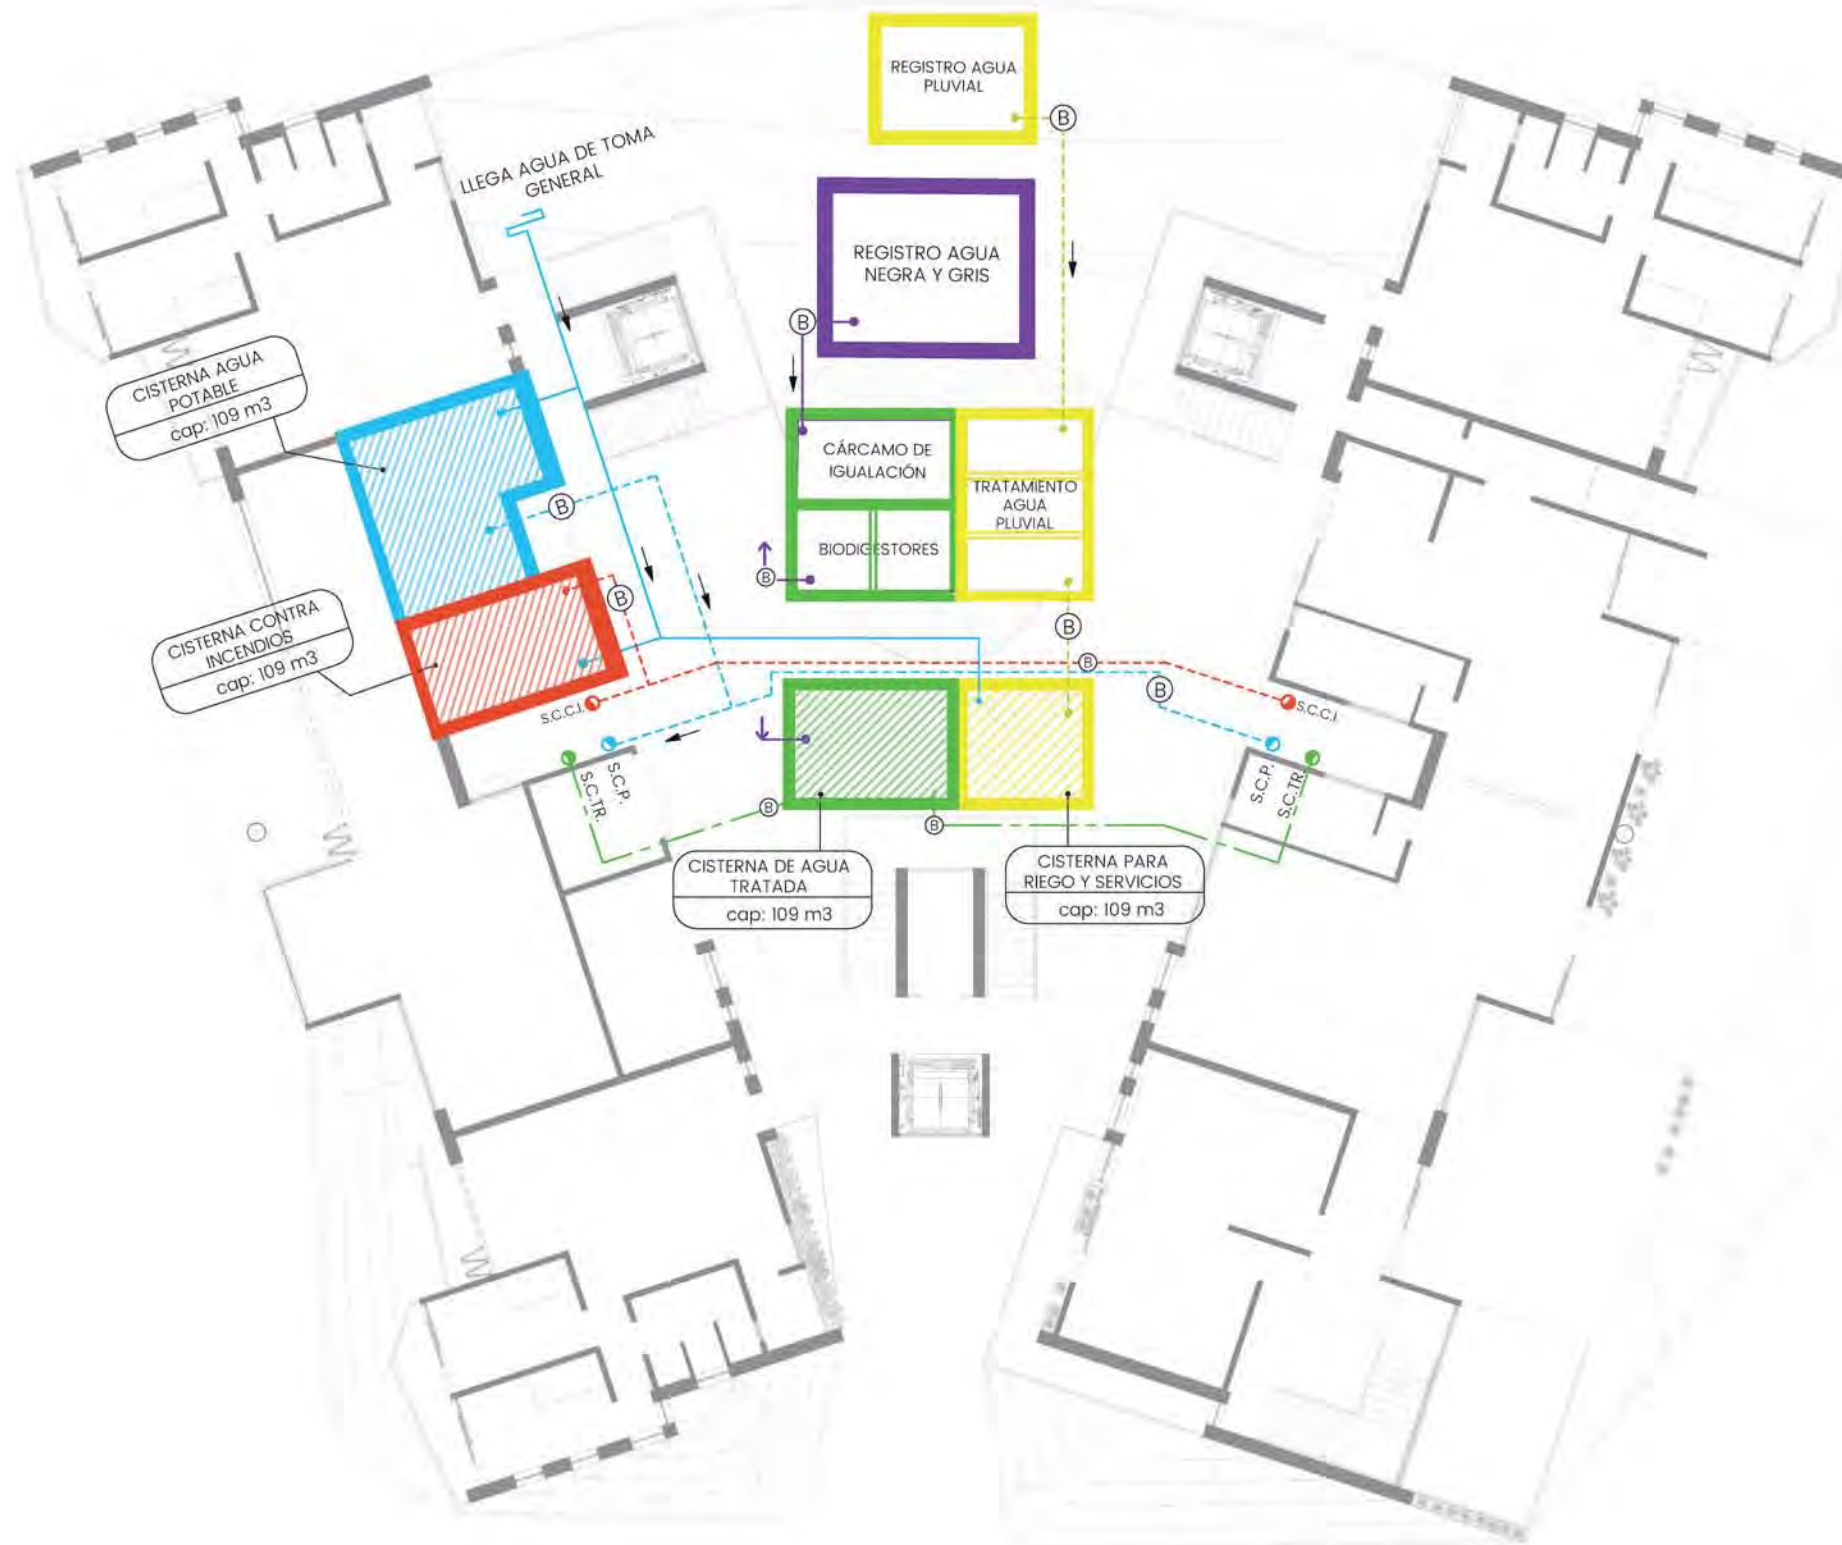 REGISTRO AGUA
PLUVIAL
B
LLEGA AGUA DE TOMA
GENERAL
REGISTRO AGUA
NEGRA Y GRIS
B
CISTERNA AGUA
POTABLE
cap: 109 m3
CÁRCAMO DE
IGUALACIÓN
TRATAMIENTO
AGUA
PLUVIAL
B
BIODIGESTORES
B
B
CISTERNA CONTRA
INCENDIOS
cap: 109 m3
B
B
B
S.C.C.I.
S.C.C.I.
S.C.P.
S.C.TR.
S.C.P.
S.C.TR.
B
B
B
CISTERNA DE AGUA
TRATADA
cap: 109 m3
CISTERNA PARA
RIEGO Y SERVICIOS
cap: 109 m3